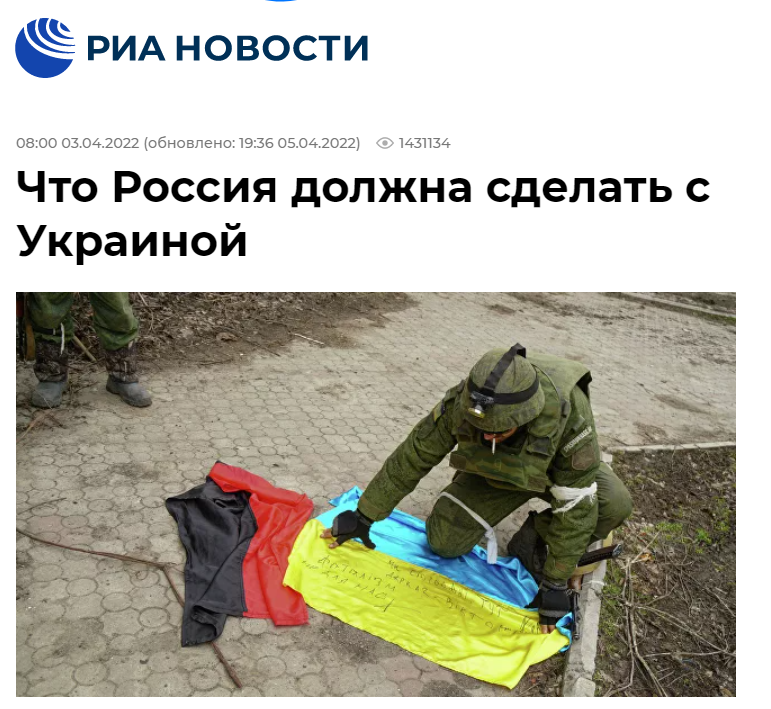 РИА НОВОСТИ
08:00 03.04.2022 (обновлено: 19:36 05.04.2022) 1431134
Что Россия должна сделать с
Украиной